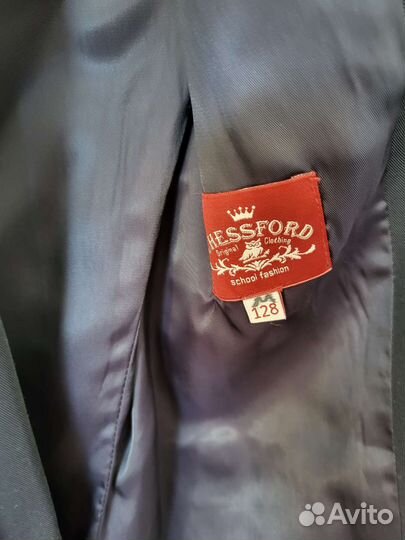 HESSFORD
Original Clothing
school fashion
128
Avito